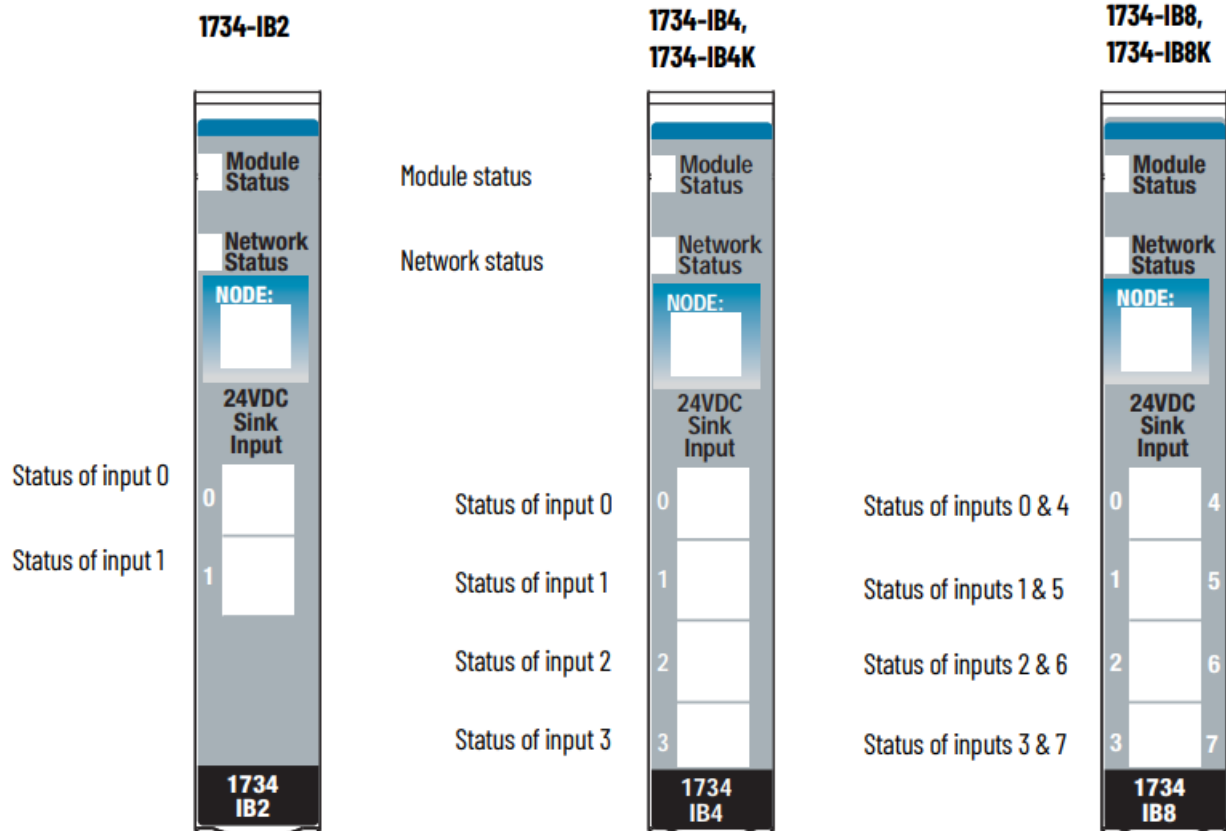 1734-IB2
1734-IB4,
1734-IB4K
1734-IB8,
1734-IB8K
Module
Status
Network
Status
NODE:
24VDC
Sink
Input
Status of input 0
0
Status of input 1
1
1734
IB2
Module status
Network status
Module
Status
Network
Status
NODE:
24VDC
Sink
Input
Status of input 0
0
Status of input 1
1
Status of input 2
2
Status of input 3
3
1734
IB4
Module
Status
Network
Status
NODE:
24VDC
Sink
Input
Status of inputs 0 & 4
0 4
Status of inputs 1 & 5
1 5
Status of inputs 2 & 6
2 6
Status of inputs 3 & 7
3 7
1734
IB8